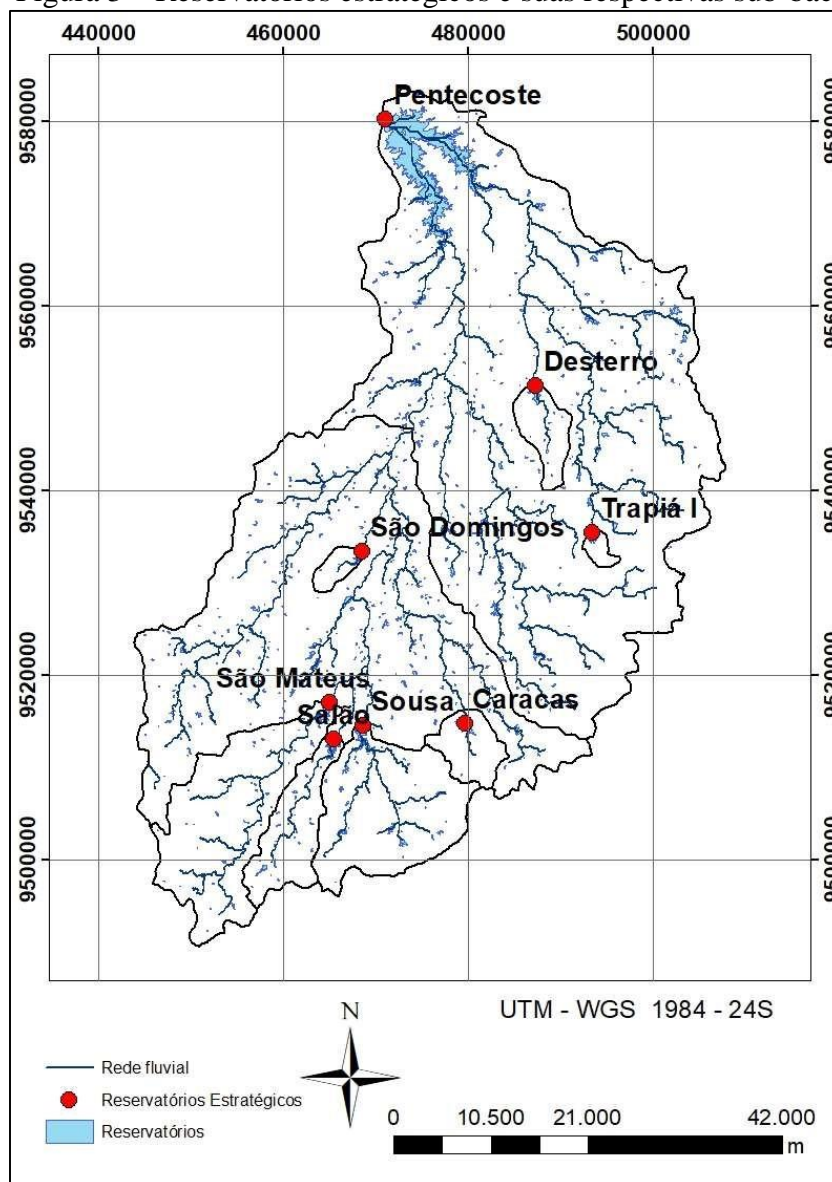 Figura 3 – Reservatórios estratégicos e suas respectivas sub-bac
440000 460000 480000 500000
9580000
9560000
9540000
9520000
9500000
Pentecoste
Desterro
Trapiá I
São Domingos
São Mateus
Salão
Sousa
Caracas
UTM - WGS 1984 - 24S
N
Rede fluvial
Reservatórios Estratégicos
Reservatórios
0 10.500 21.000 42.000
m